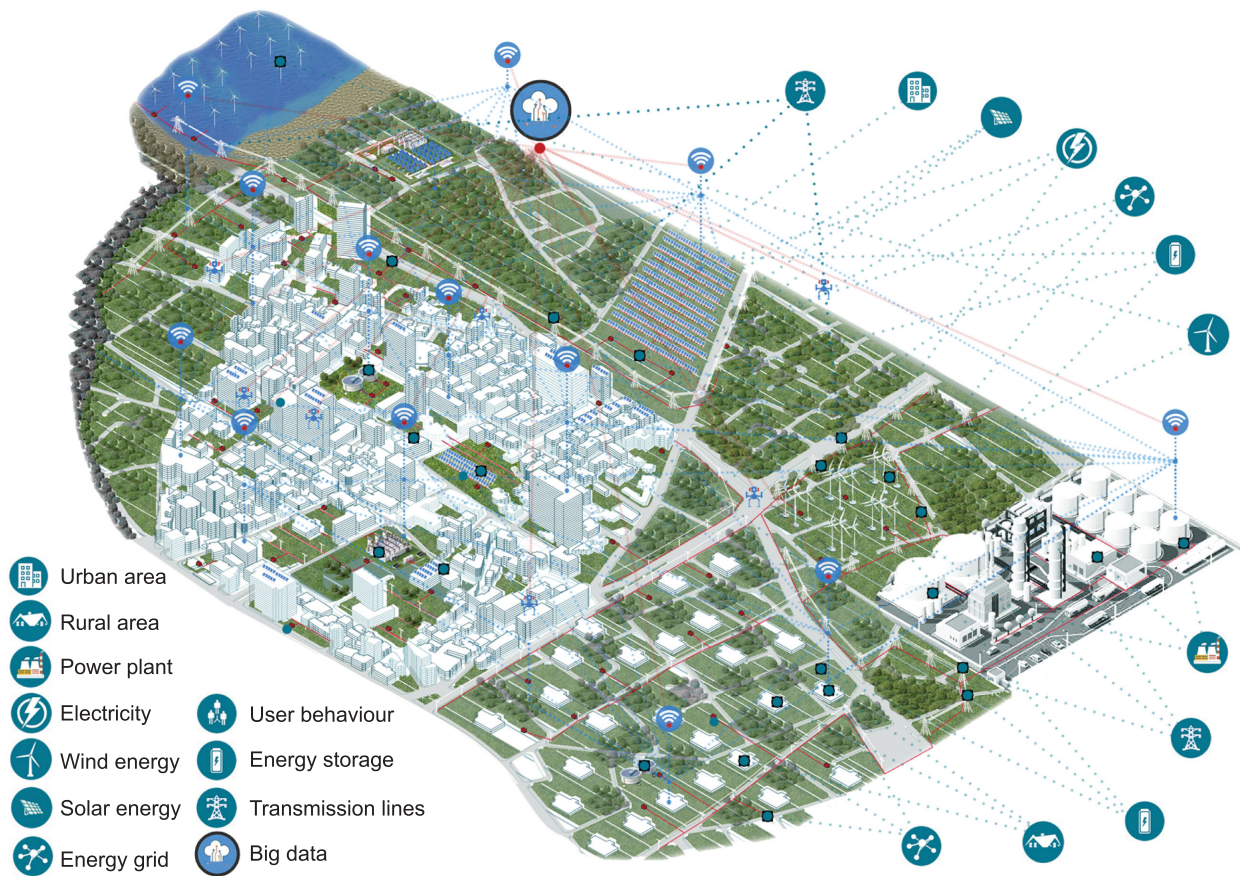 Urban area
Rural area
Power plant
Electricity
Wind energy
Solar energy
Energy grid
User behaviour
Energy storage
Transmission lines
Big data